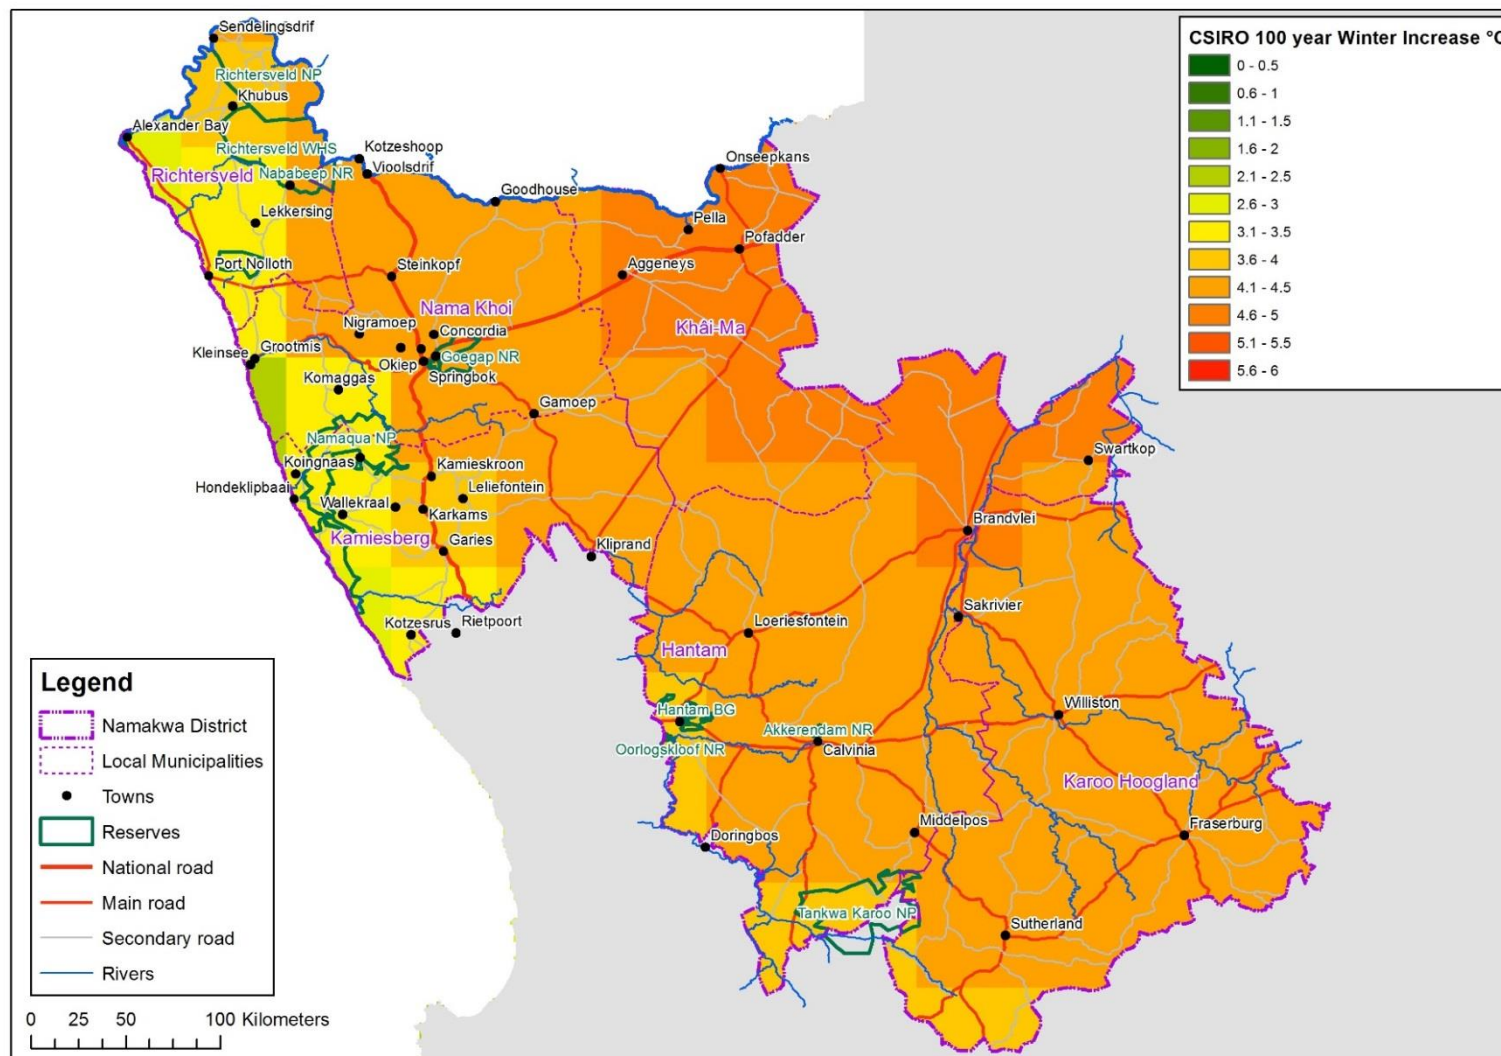 Sendelingsdrif
CSIRO 100 year Winter Increase °C
0 - 0.5
0.6 - 1
1.1 - 1.5
1.6 - 2
2.1 - 2.5
2.6 - 3
3.1 - 3.5
3.6 - 4
4.1 - 4.5
4.6 - 5
5.1 - 5.5
5.6 - 6
Richtersveld NP
Khubus
Alexander Bay
Richtersveld WHS
Kotzeshoop
Vioolsdrif
Onseepkans
Richtersveld
Nababeep NR
Goodhouse
Lekkersing
Pella
Pofadder
Port Nolloth
Steinkopf
Aggeneys
Nama Khoi
Nigramoep
Concordia
Khâi-Ma
Kleinsee
Grootmis
Okiep
Goegap NR
Springbok
Komaggas
Gamoep
Namaqua NP
Koingnaas
Kamieskroon
Swartkop
Hondeklipbaai
Leliefontein
Wallekraal
Karkams
Brandvlei
Kamiesberg
Garies
Kliprand
Kotzesrus
Rietpoort
Loeriesfontein
Sakrivier
Hantam
Hantam BG
Williston
Oorlogskloof NR
Akkerendam NR
Calvinia
Karoo Hoogland
Doringbos
Middelpos
Fraserburg
Tankwa Karoo NP
Sutherland
Legend
Namakwa District
Local Municipalities
Towns
Reserves
National road
Main road
Secondary road
Rivers
0 25 50 100 Kilometers